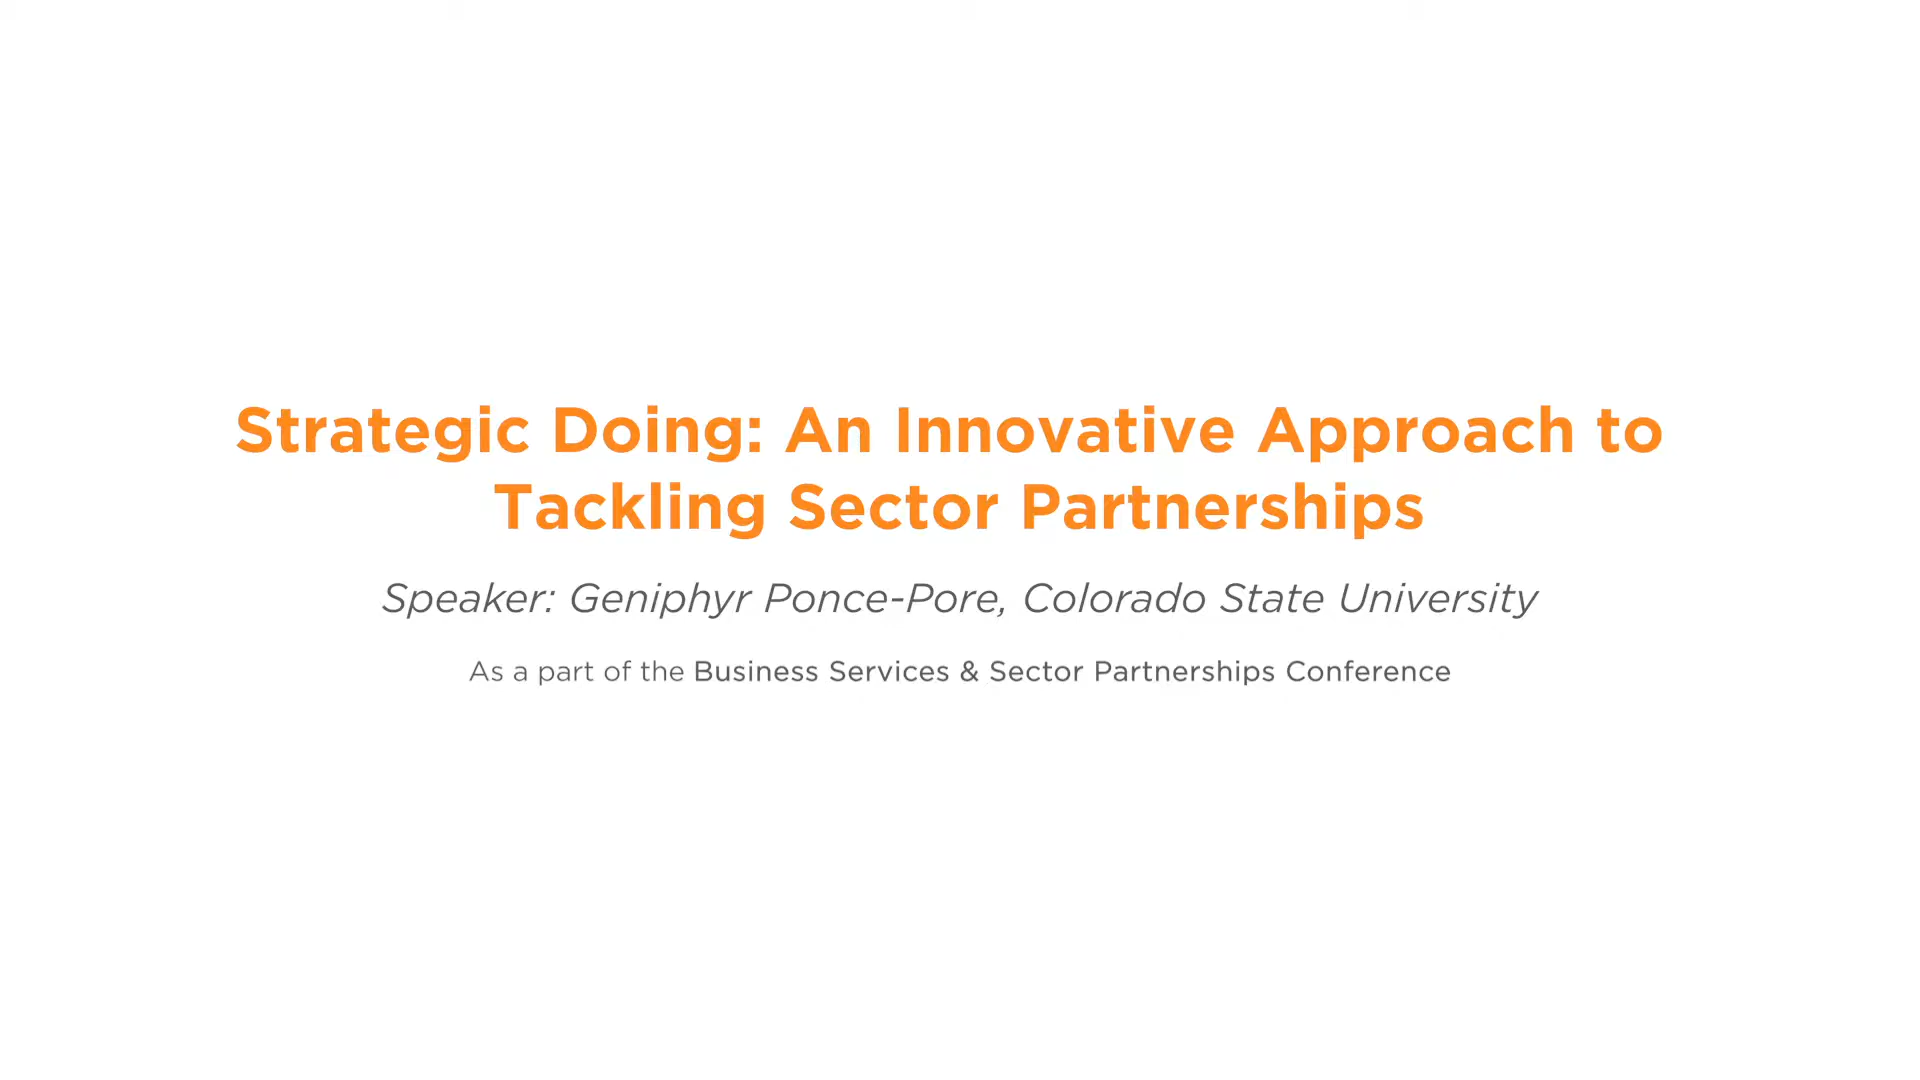 Strategic Doing: An Innovative Approach to
Tackling Sector Partnerships
Speaker: Geniphyr Ponce-Pore, Colorado State University
As a part of the Business Services & Sector Partnerships Conference